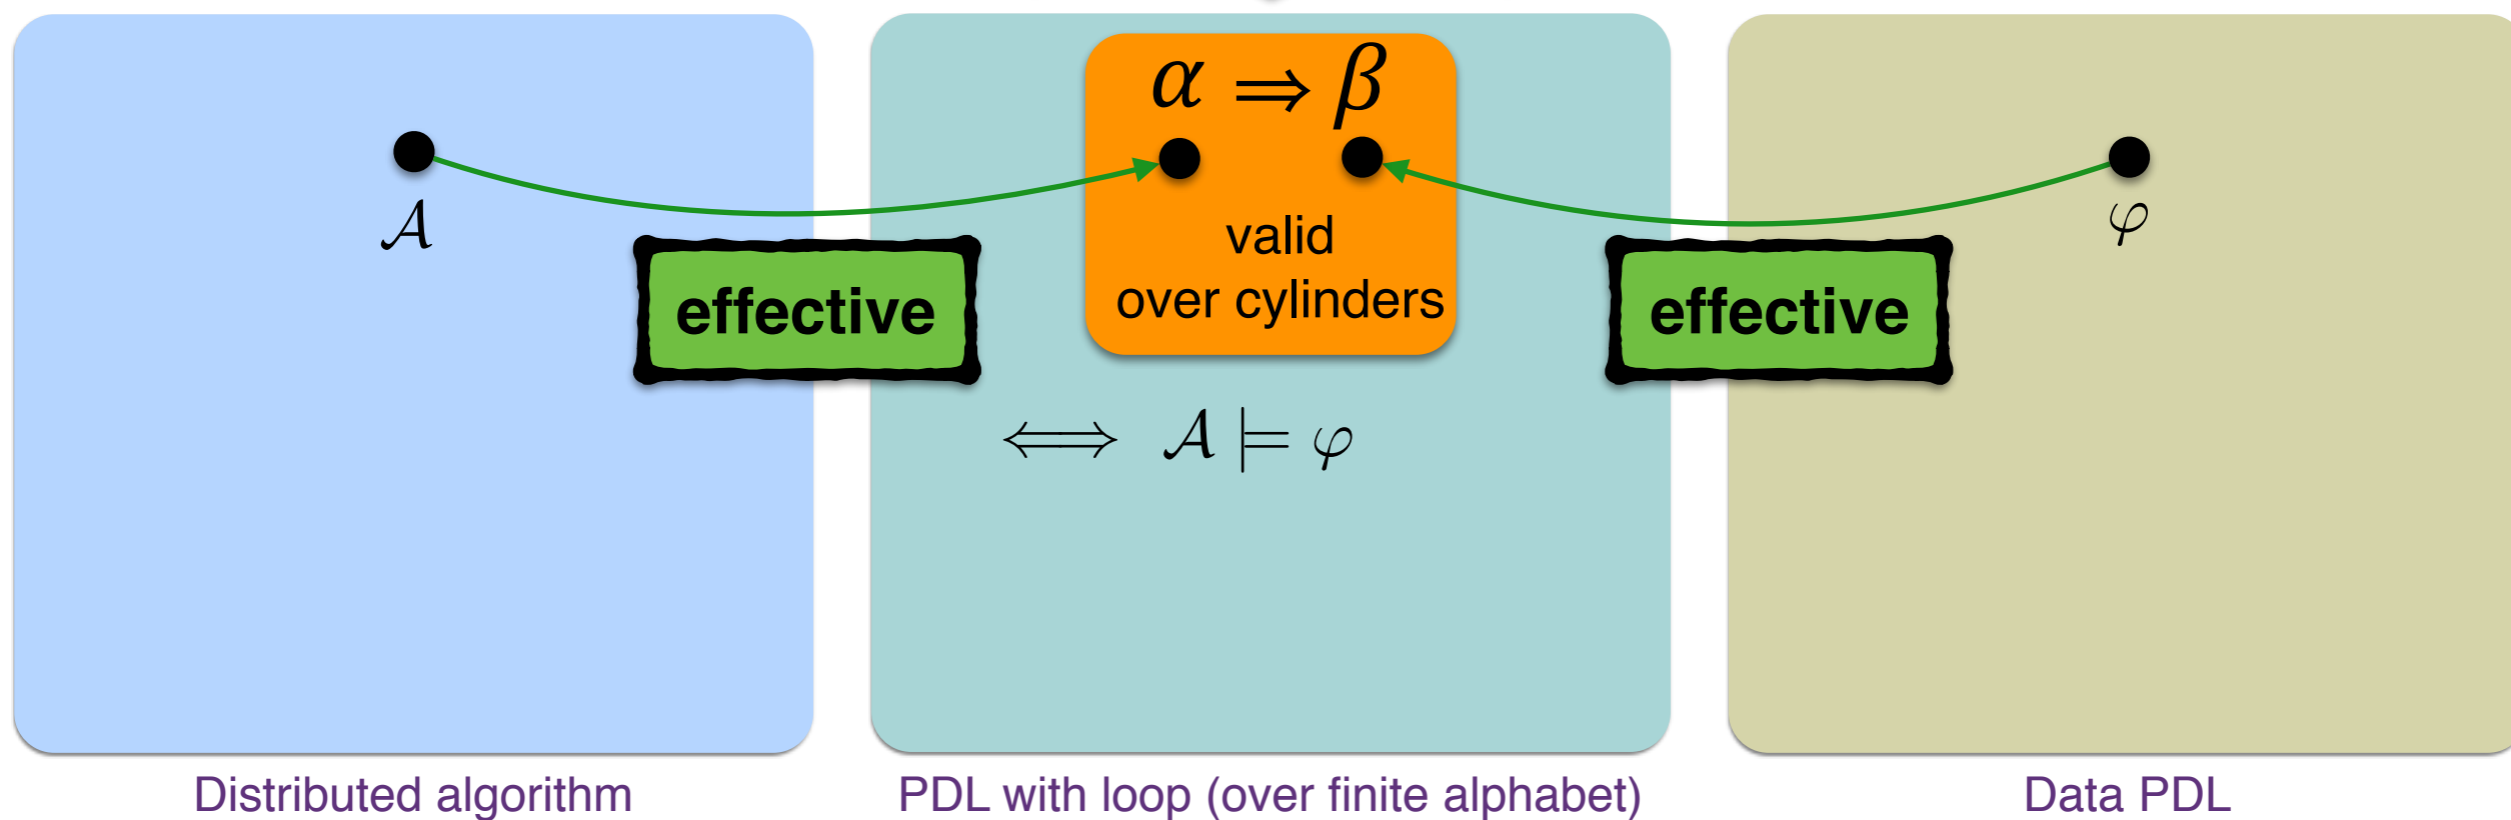 α ⇒ β
𝒜
φ
valid
over cylinders
effective
effective
⟺ 𝒜 ⊨ φ
Distributed algorithm
PDL with loop (over finite alphabet)
Data PDL